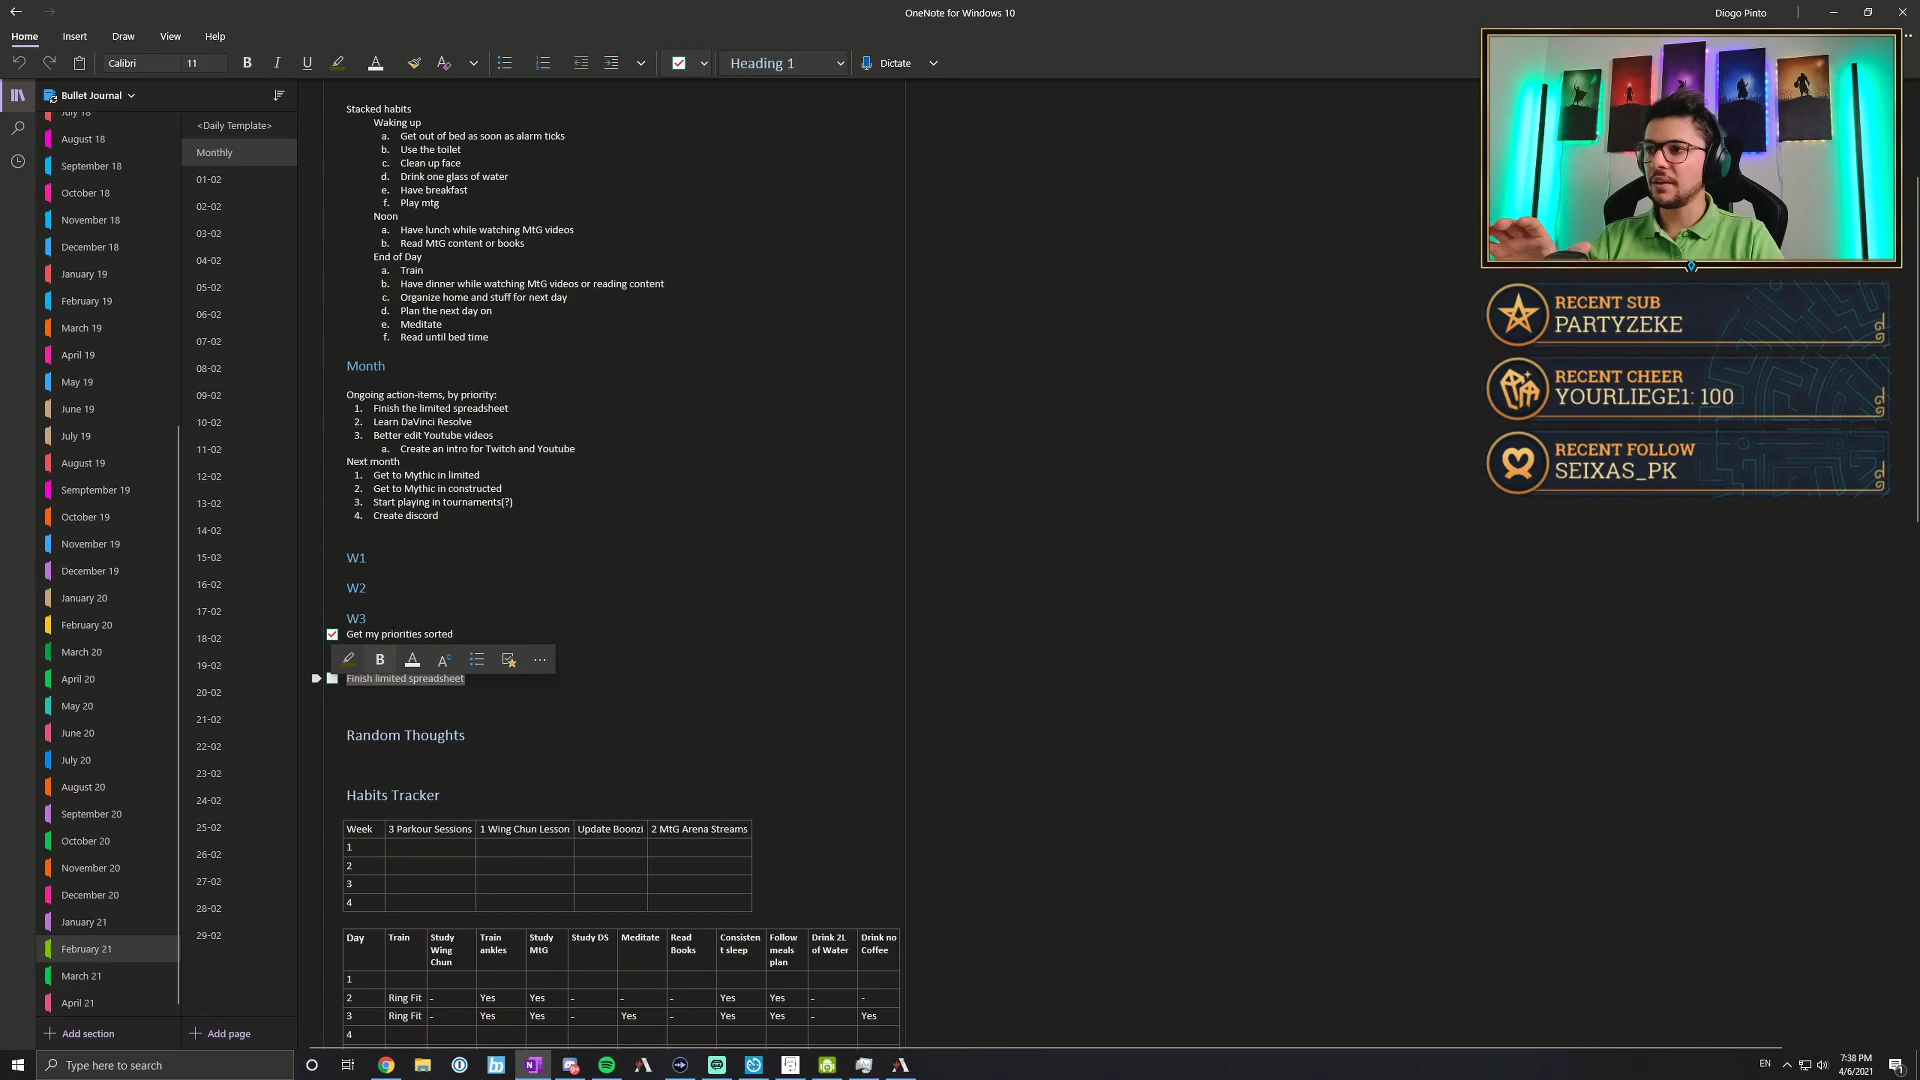 OneNote for Windows 10
Diogo Pinto
Home
Insert
Draw
View
Help
Calibri
11
B
I
U
A
Heading 1
Dictate
Bullet Journal
July 18
August 18
September 18
October 18
November 18
December 18
January 19
February 19
March 19
April 19
May 19
June 19
July 19
August 19
Semptember 19
October 19
November 19
December 19
January 20
February 20
March 20
April 20
May 20
June 20
July 20
August 20
September 20
October 20
November 20
December 20
January 21
February 21
March 21
April 21
Add section
<Daily Template>
Monthly
01-02
02-02
03-02
04-02
05-02
06-02
07-02
08-02
09-02
10-02
11-02
12-02
13-02
14-02
15-02
16-02
17-02
18-02
19-02
20-02
21-02
22-02
23-02
24-02
25-02
26-02
27-02
28-02
29-02
Add page
Stacked habits
Waking up
a. Get out of bed as soon as alarm ticks
b. Use the toilet
c. Clean up face
d. Drink one glass of water
e. Have breakfast
f. Play mtg
Noon
a. Have lunch while watching MtG videos
b. Read MtG content or books
End of Day
a. Train
b. Have dinner while watching MtG videos or reading content
c. Organize home and stuff for next day
d. Plan the next day on
e. Meditate
f. Read until bed time
Month
Ongoing action-items, by priority:
1. Finish the limited spreadsheet
2. Learn DaVinci Resolve
3. Better edit Youtube videos
a. Create an intro for Twitch and Youtube
Next month
1. Get to Mythic in limited
2. Get to Mythic in constructed
3. Start playing in tournaments(?)
4. Create discord
W1
W2
W3
Get my priorities sorted
B A A
Finish limited spreadsheet
Random Thoughts
Habits Tracker
Week 3 Parkour Sessions 1 Wing Chun Lesson Update Boonzi 2 MtG Arena Streams
1
2
3
4
Day Train Study Wing Chun Train ankles Study MtG Study DS Meditate Read Books Consisten t sleep Follow meals plan Drink 2L of Water Drink no Coffee
1
2 Ring Fit - Yes Yes - - - Yes Yes - -
3 Ring Fit - Yes Yes - Yes - Yes Yes - Yes
4
RECENT SUB
PARTYZEKE
RECENT CHEER
YOURLIEGE1: 100
RECENT FOLLOW
SEIXAS_PK
Type here to search
EN
7:38 PM
4/6/2021